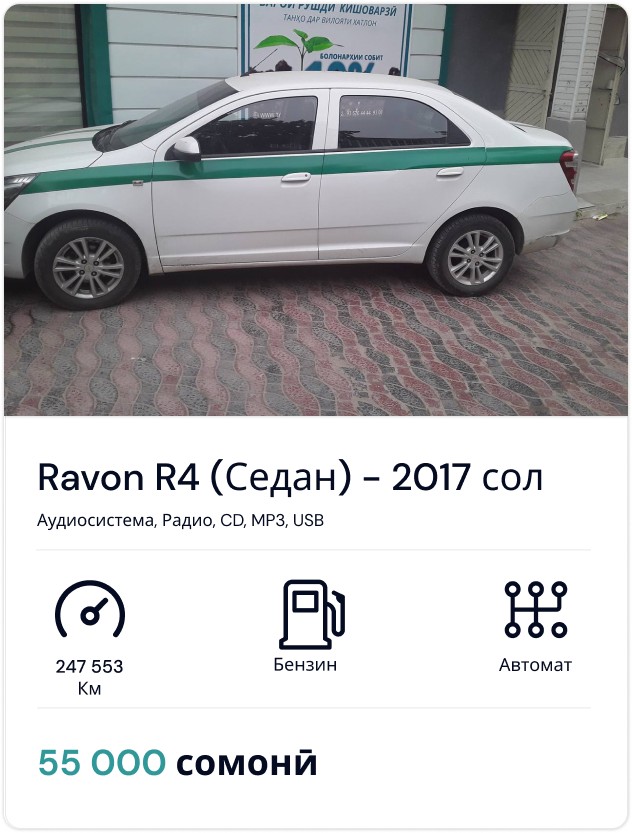 БАРОИ РУШДИ КИШОВАРЗӢ
ТАНҲО ДАР ВИЛОЯТИ ХАТЛОН
БОЛОНАРХИИ СОБИТ
Ravon R4 (Седан) - 2017 сол
Аудиосистема, Радио, CD, MP3, USB
247 553
Км
Бензин
Автомат
55 000 сомонӣ